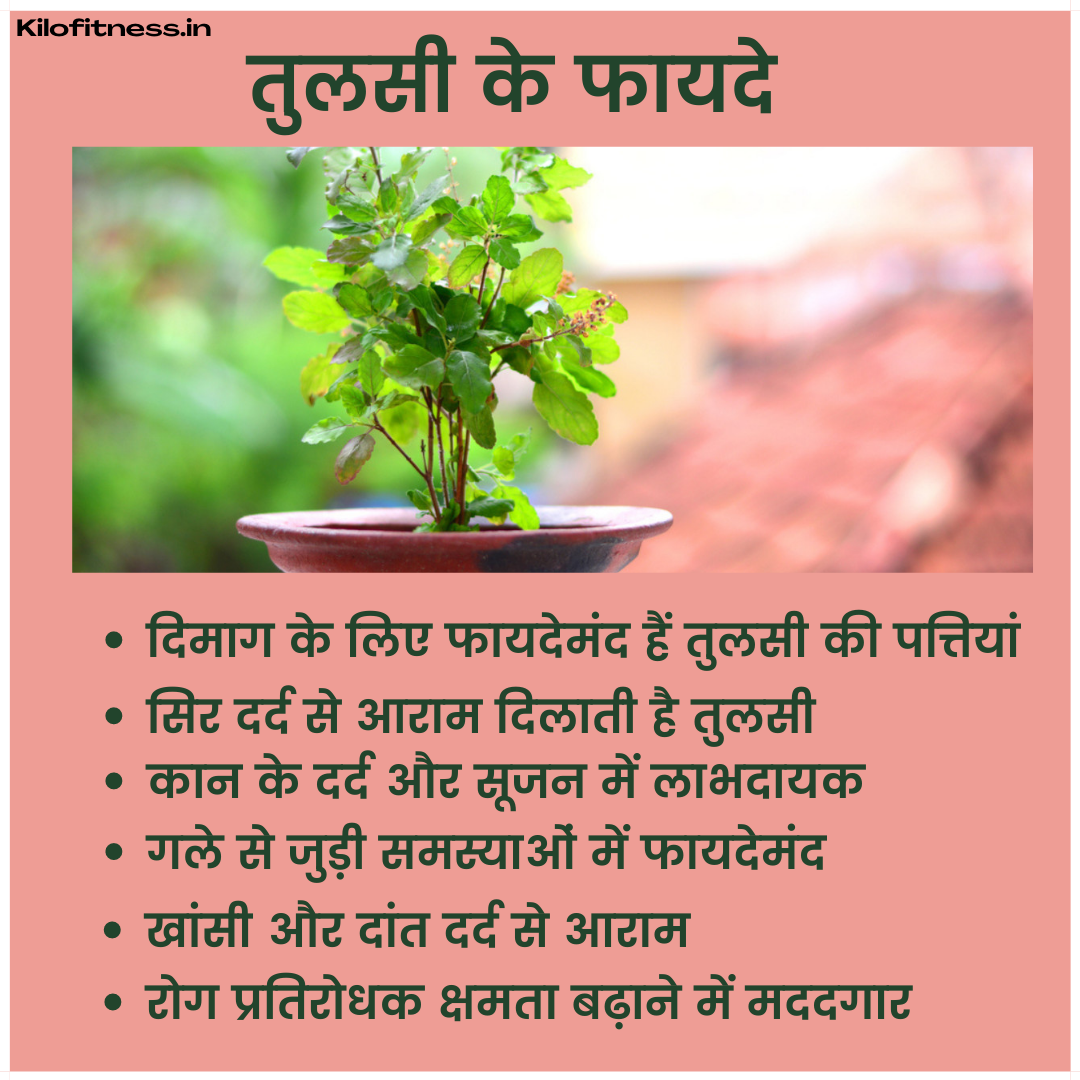 Kilofitness.in
तुलसी के फायदे
• दिमाग के लिए फायदेमंद हैं तुलसी की पत्तियां
• सिर दर्द से आराम दिलाती है तुलसी
• कान के दर्द और सूजन में लाभदायक
• गले से जुड़ी समस्याओं में फायदेमंद
• खांसी और दांत दर्द से आराम
• रोग प्रतिरोधक क्षमता बढ़ाने में मददगार